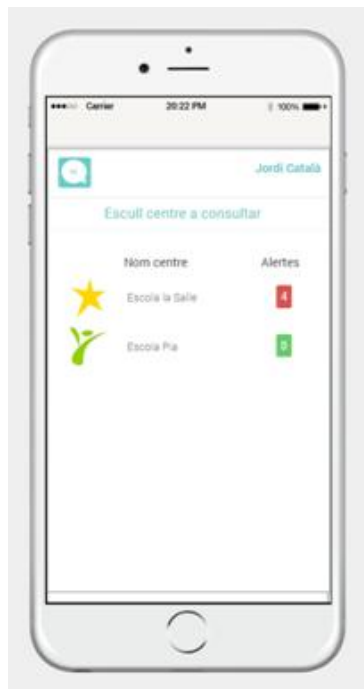 Carrier 20:22 PM 100%
Jordi Català
Escull centre a consultar
Nom centre Alertes
Escola la Salle 4
Escola Pia 0